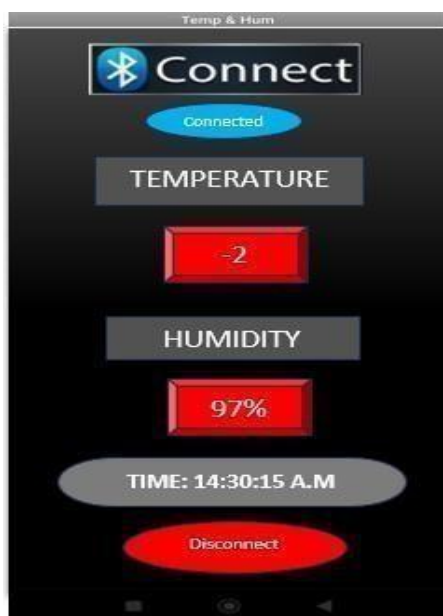 Temp & Hum
Connect
Connected
TEMPERATURE
-2
HUMIDITY
97%
TIME: 14:30:15 A.M
Disconnect